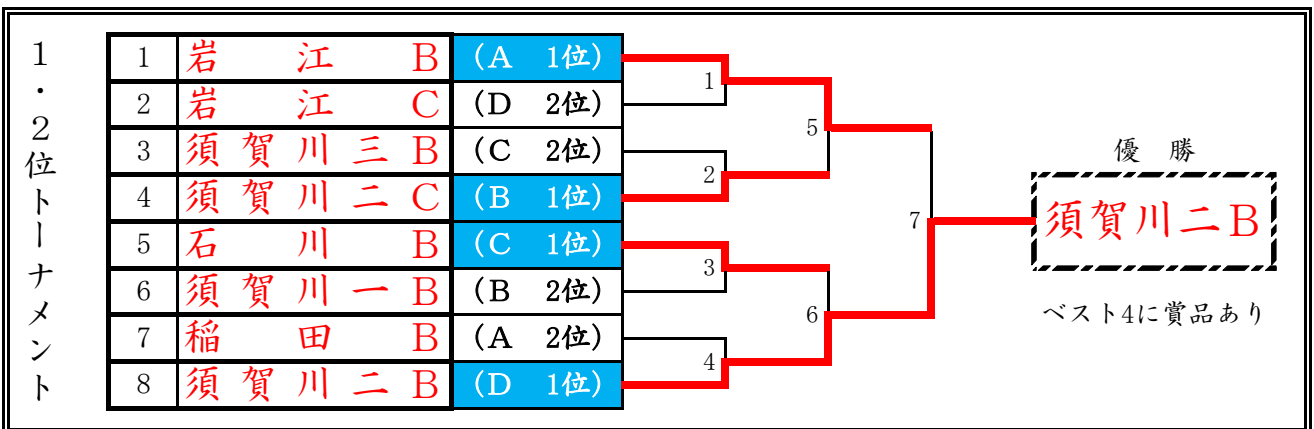 1・2位トーナメント
1 岩江B (A 1位)
2 岩江C (D 2位)
3 須賀川三B (C 2位)
4 須賀川二C (B 1位)
5 石川B (C 1位)
6 須賀川一B (B 2位)
7 稲田B (A 2位)
8 須賀川二B (D 1位)
1
2
3
4
5
6
7
優勝
須賀川二B
ベスト4に賞品あり